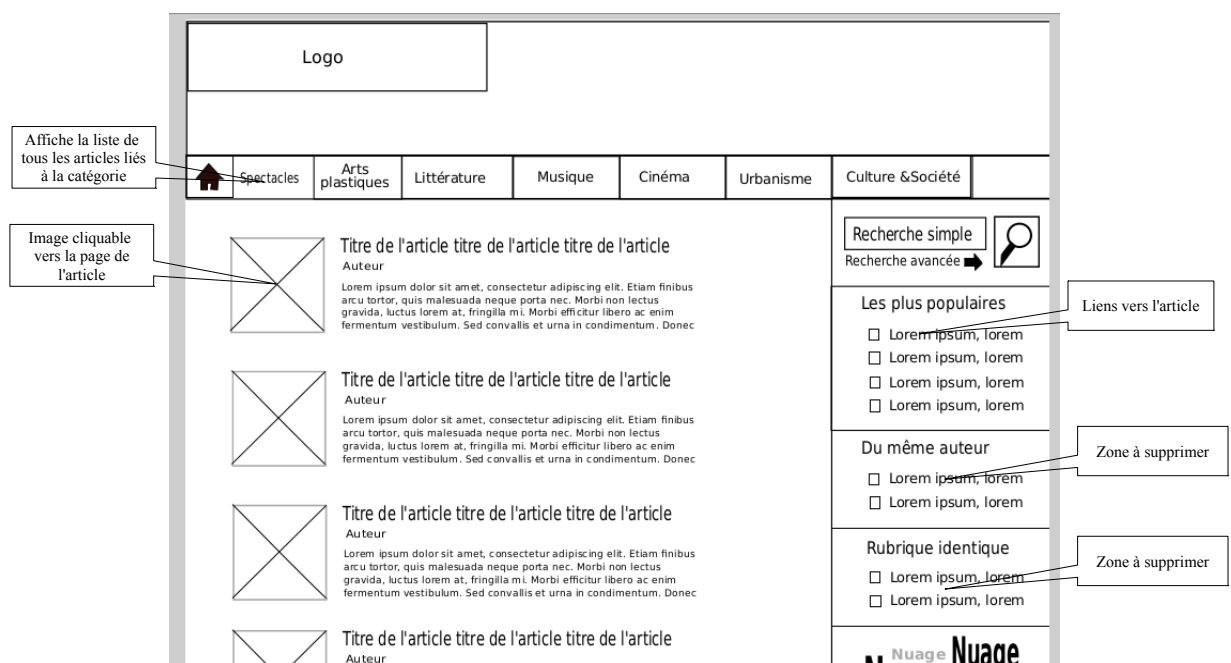 Logo
Affiche la liste de
tous les articles liés
à la catégorie
Spectacles
Arts
plastiques
Littérature
Musique
Cinéma
Urbanisme
Culture &Société
Image cliquable
vers la page de
l'article
Titre de l'article titre de l'article titre de l'article
Auteur
Lorem ipsum dolor sit amet, consectetur adipiscing elit. Etiam finibus
arcu tortor, quis malesuada neque porta nec. Morbi non lectus
gravida, luctus lorem at, fringilla mi. Morbi efficitur libero ac enim
fermentum vestibulum. Sed convallis et urna in condimentum. Donec
Titre de l'article titre de l'article titre de l'article
Auteur
Lorem ipsum dolor sit amet, consectetur adipiscing elit. Etiam finibus
arcu tortor, quis malesuada neque porta nec. Morbi non lectus
gravida, luctus lorem at, fringilla mi. Morbi efficitur libero ac enim
fermentum vestibulum. Sed convallis et urna in condimentum. Donec
Titre de l'article titre de l'article titre de l'article
Auteur
Lorem ipsum dolor sit amet, consectetur adipiscing elit. Etiam finibus
arcu tortor, quis malesuada neque porta nec. Morbi non lectus
gravida, luctus lorem at, fringilla mi. Morbi efficitur libero ac enim
fermentum vestibulum. Sed convallis et urna in condimentum. Donec
Titre de l'article titre de l'article titre de l'article
Auteur
Recherche simple
Recherche avancée
Les plus populaires
Lorem ipsum, lorem
Lorem ipsum, lorem
Lorem ipsum, lorem
Lorem ipsum, lorem
Liens vers l'article
Du même auteur
Lorem ipsum, lorem
Lorem ipsum, lorem
Zone à supprimer
Rubrique identique
Lorem ipsum, lorem
Lorem ipsum, lorem
Zone à supprimer
Nuage Nuage